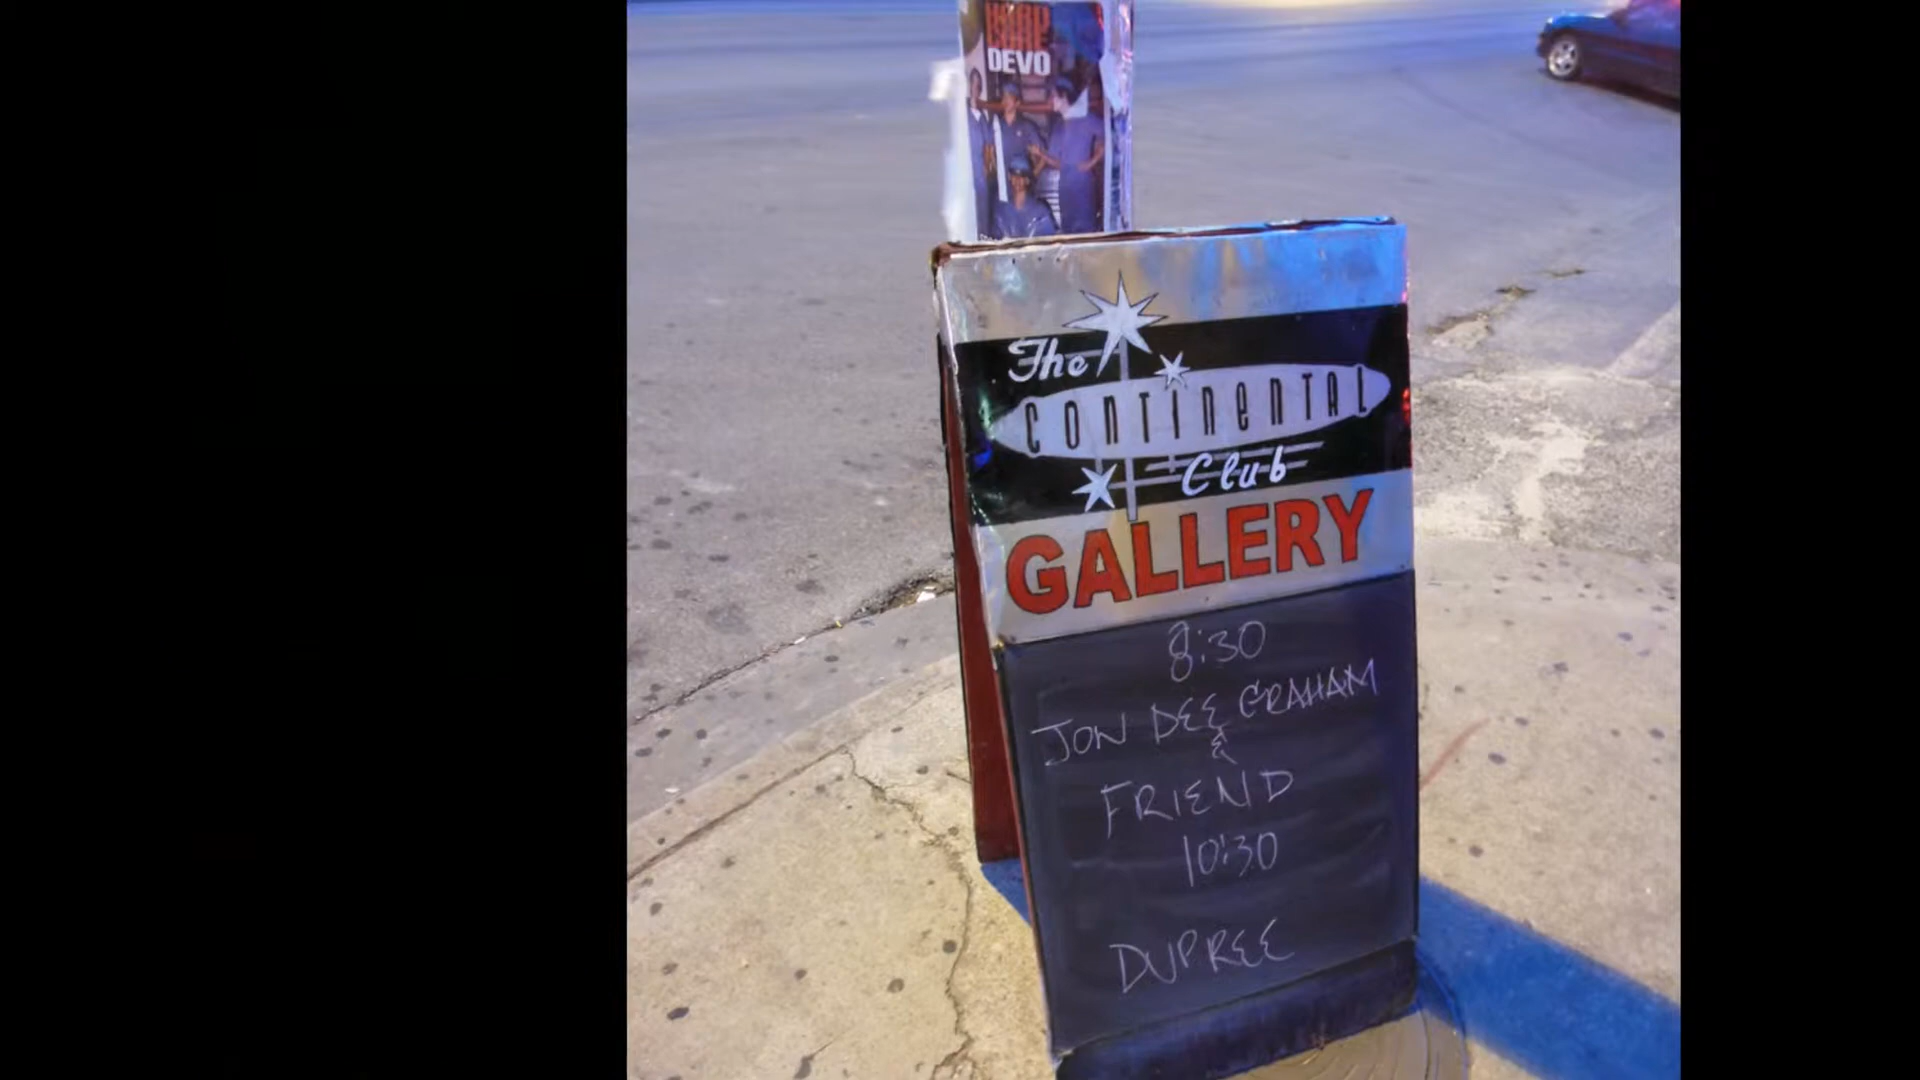 DEVO
The
CONTINENTAL
Club
GALLERY
8:30
JON DEE GRAHAM
&
FRIEND
10:30
DUPREE